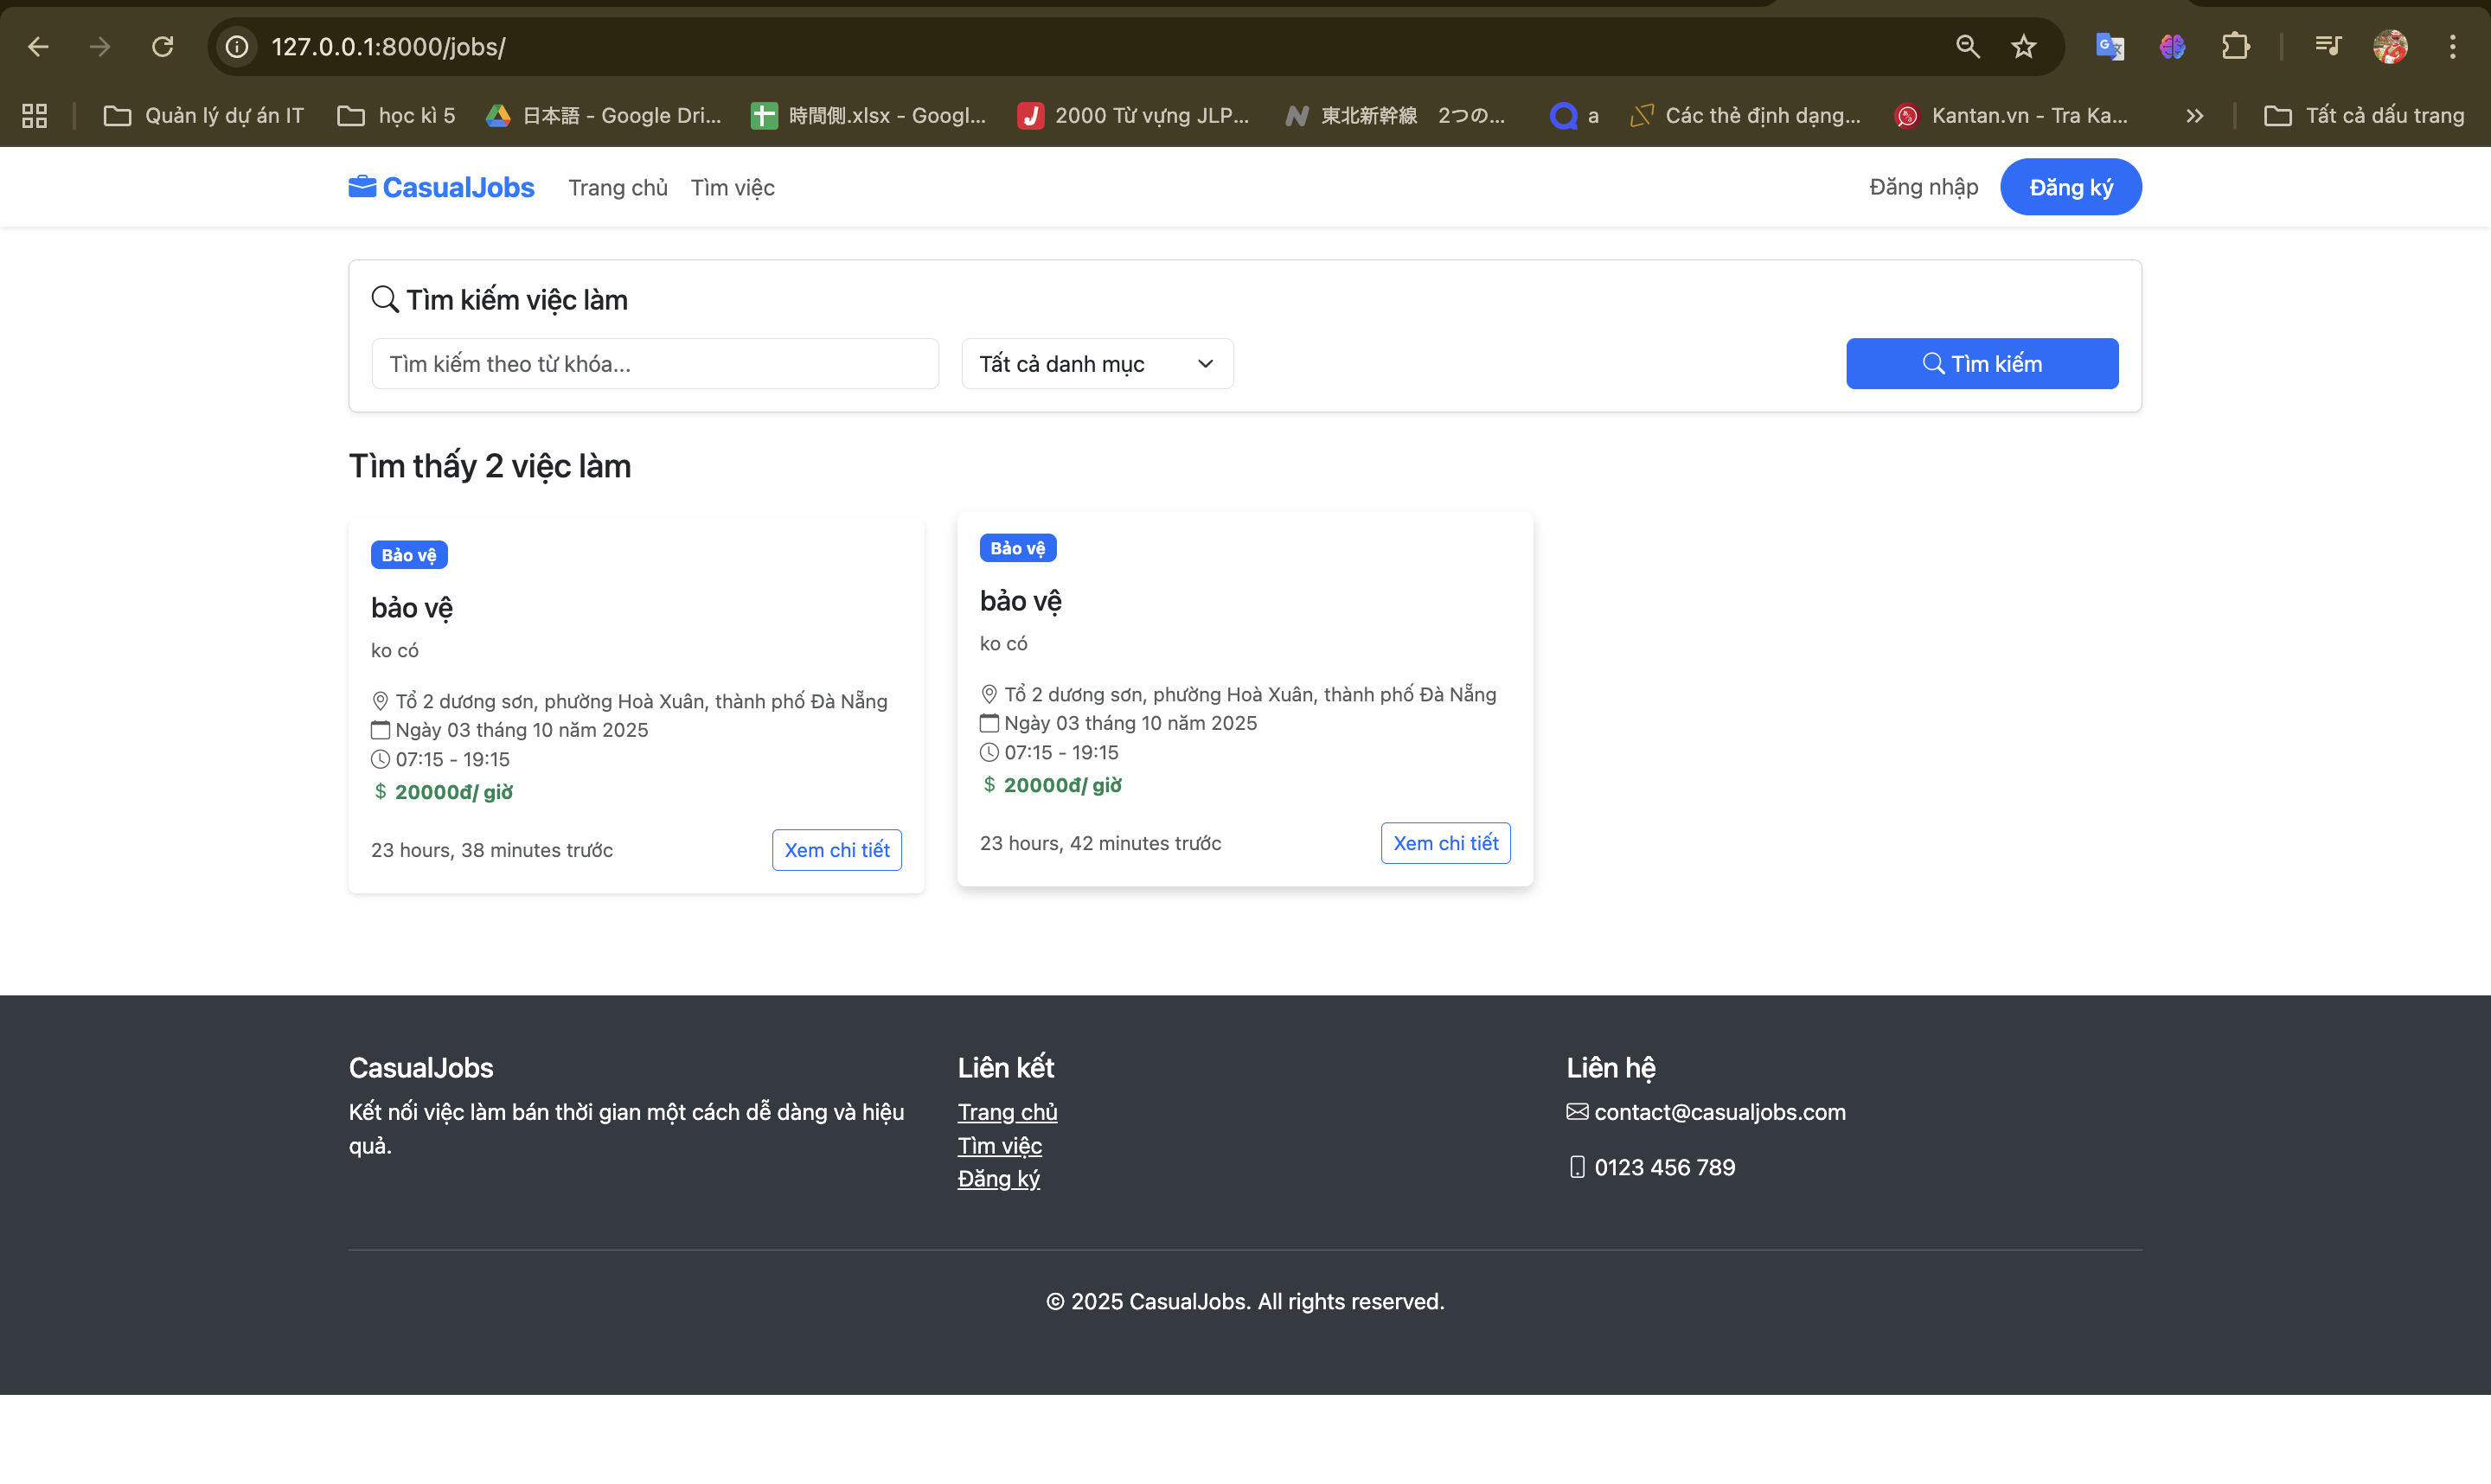 127.0.0.1:8000/jobs/
Quản lý dự án IT
học kì 5
日本語 - Google Dri...
時間側.xlsx - Googl...
2000 Từ vựng JLP...
東北新幹線 2つの...
a
Các thẻ định dạng...
Kantan.vn - Tra Ka...
Tất cả dấu trang
CasualJobs
Trang chủ
Tìm việc
Đăng nhập
Đăng ký
Tìm kiếm việc làm
Tìm kiếm theo từ khóa...
Tất cả danh mục
Tìm kiếm
Tìm thấy 2 việc làm
Bảo vệ
bảo vệ
ko có
Tổ 2 dương sơn, phường Hoà Xuân, thành phố Đà Nẵng
Ngày 03 tháng 10 năm 2025
07:15 - 19:15
$ 20000đ/ giờ
23 hours, 38 minutes trước
Xem chi tiết
Bảo vệ
bảo vệ
ko có
Tổ 2 dương sơn, phường Hoà Xuân, thành phố Đà Nẵng
Ngày 03 tháng 10 năm 2025
07:15 - 19:15
$ 20000đ/ giờ
23 hours, 42 minutes trước
Xem chi tiết
CasualJobs
Kết nối việc làm bán thời gian một cách dễ dàng và hiệu
quả.
Liên kết
Trang chủ
Tìm việc
Đăng ký
Liên hệ
contact@casualjobs.com
0123 456 789
© 2025 CasualJobs. All rights reserved.